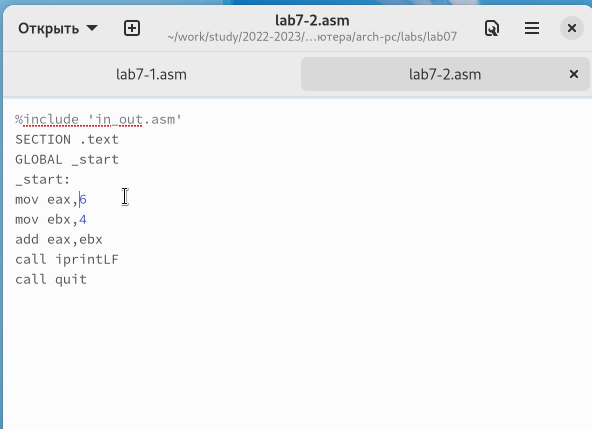 Открыть
lab7-2.asm
~/work/study/2022-2023/…ютера/arch-pc/labs/lab07
lab7-1.asm
lab7-2.asm
%include 'in_out.asm'
SECTION .text
GLOBAL _start
_start:
mov eax,6
mov ebx,4
add eax,ebx
call iprintLF
call quit